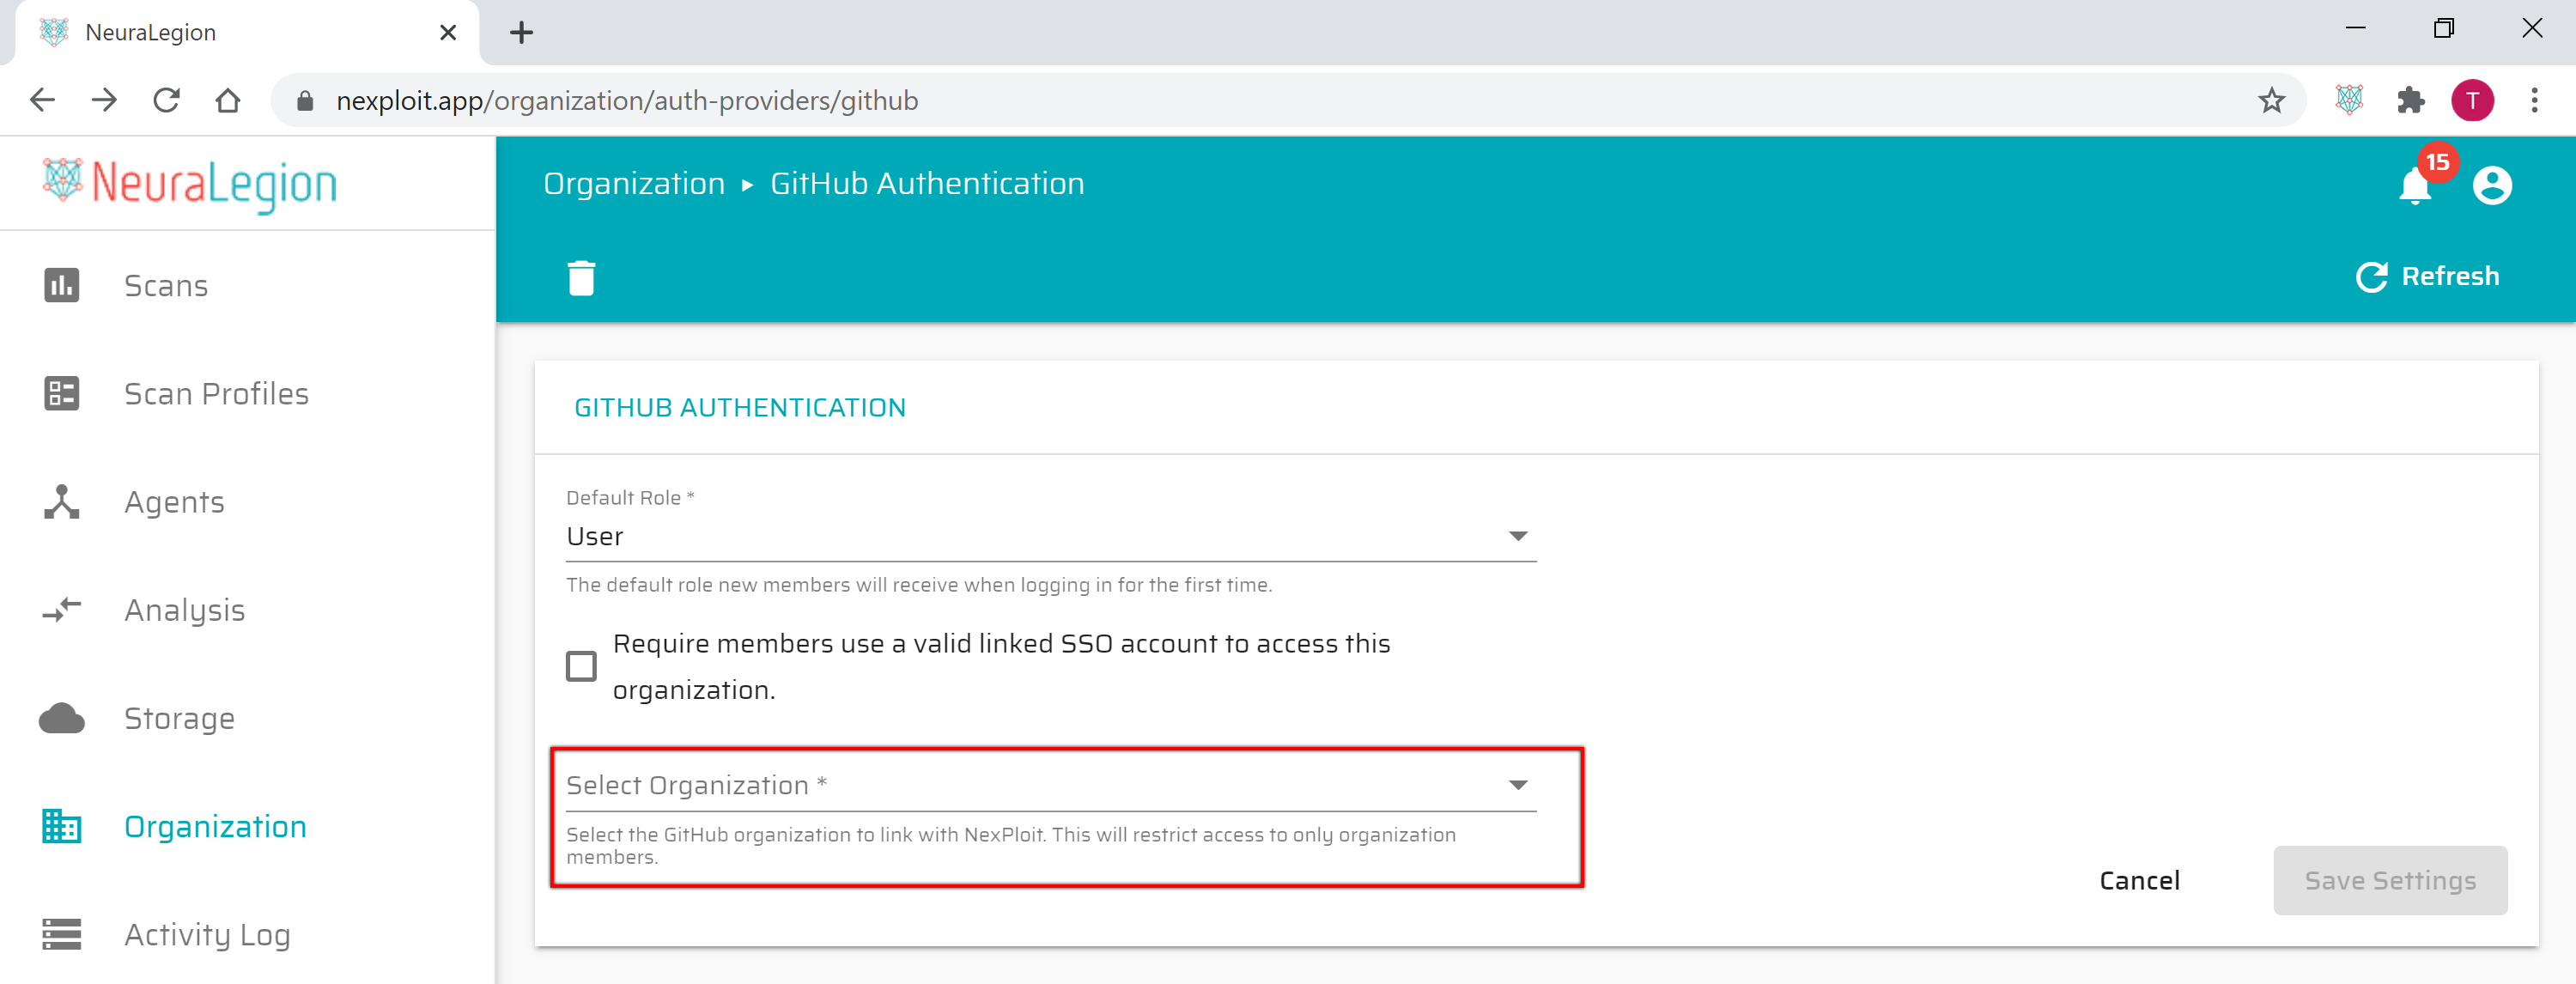 NeuraLegion
nexploit.app/organization/auth-providers/github
T
NeuraLegion
Organization ▸ GitHub Authentication
15
Refresh
Scans
Scan Profiles
Agents
Analysis
Storage
Organization
Activity Log
GITHUB AUTHENTICATION
Default Role *
User
The default role new members will receive when logging in for the first time.
Require members use a valid linked SSO account to access this
organization.
Select Organization *
Select the GitHub organization to link with NexPloit. This will restrict access to only organization
members.
Cancel
Save Settings